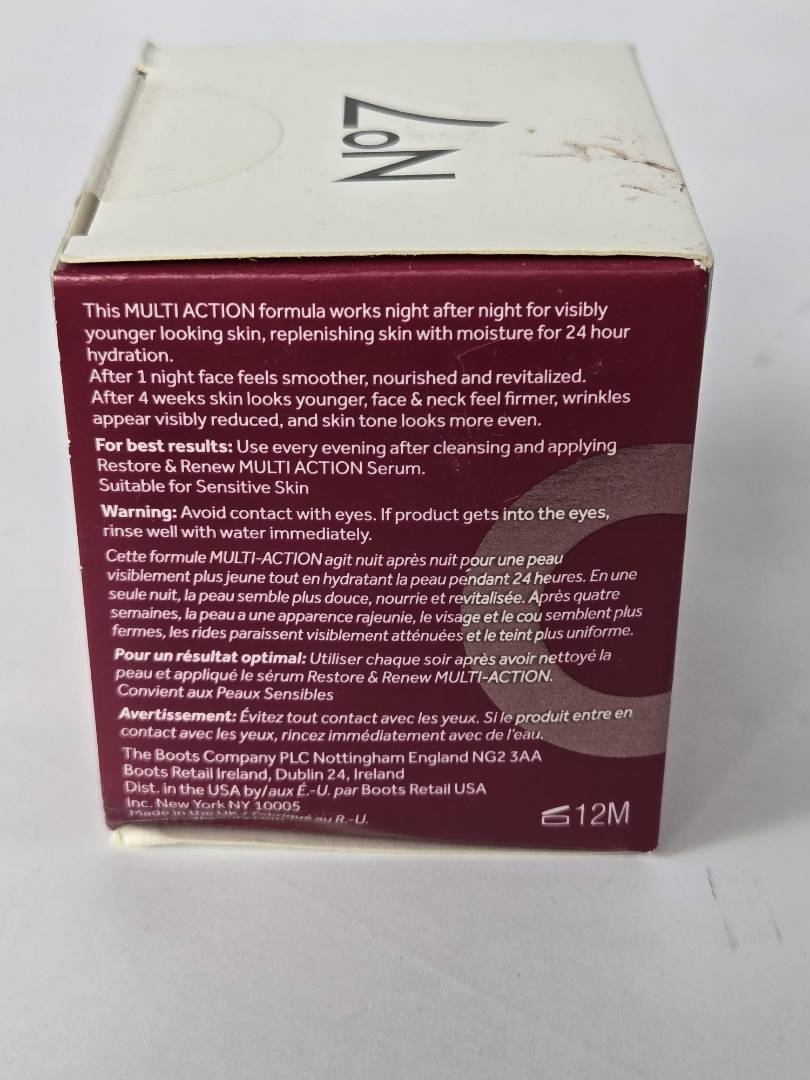 No7
This MULTI ACTION formula works night after night for visibly
younger looking skin, replenishing skin with moisture for 24 hour
hydration.
After 1 night face feels smoother, nourished and revitalized.
After 4 weeks skin looks younger, face & neck feel firmer, wrinkles
appear visibly reduced, and skin tone looks more even.
For best results: Use every evening after cleansing and applying
Restore & Renew MULTI ACTION Serum.
Suitable for Sensitive Skin
Warning: Avoid contact with eyes. If product gets into the eyes,
rinse well with water immediately.
Cette formule MULTI-ACTION agit nuit après nuit pour une peau
visiblement plus jeune tout en hydratant la peau pendant 24 heures. En une
seule nuit, la peau semble plus douce, nourrie et revitalisée. Après quatre
semaines, la peau a une apparence rajeunie, le visage et le cou semblent plus
fermes, les rides paraissent visiblement atténuées et le teint plus uniforme.
Pour un résultat optimal: Utiliser chaque soir après avoir nettoyé la
peau et appliqué le sérum Restore & Renew MULTI-ACTION.
Convient aux Peaux Sensibles
Avertissement: Évitez tout contact avec les yeux. Si le produit entre en
contact avec les yeux, rincez immédiatement avec de l'eau.
The Boots Company PLC Nottingham England NG2 3AA
Boots Retail Ireland, Dublin 24, Ireland
Dist. in the USA by/aux É.-U. par Boots Retail USA
Inc. New York NY 10005
Made in the UK / Fabriqué au R.-U.
12M